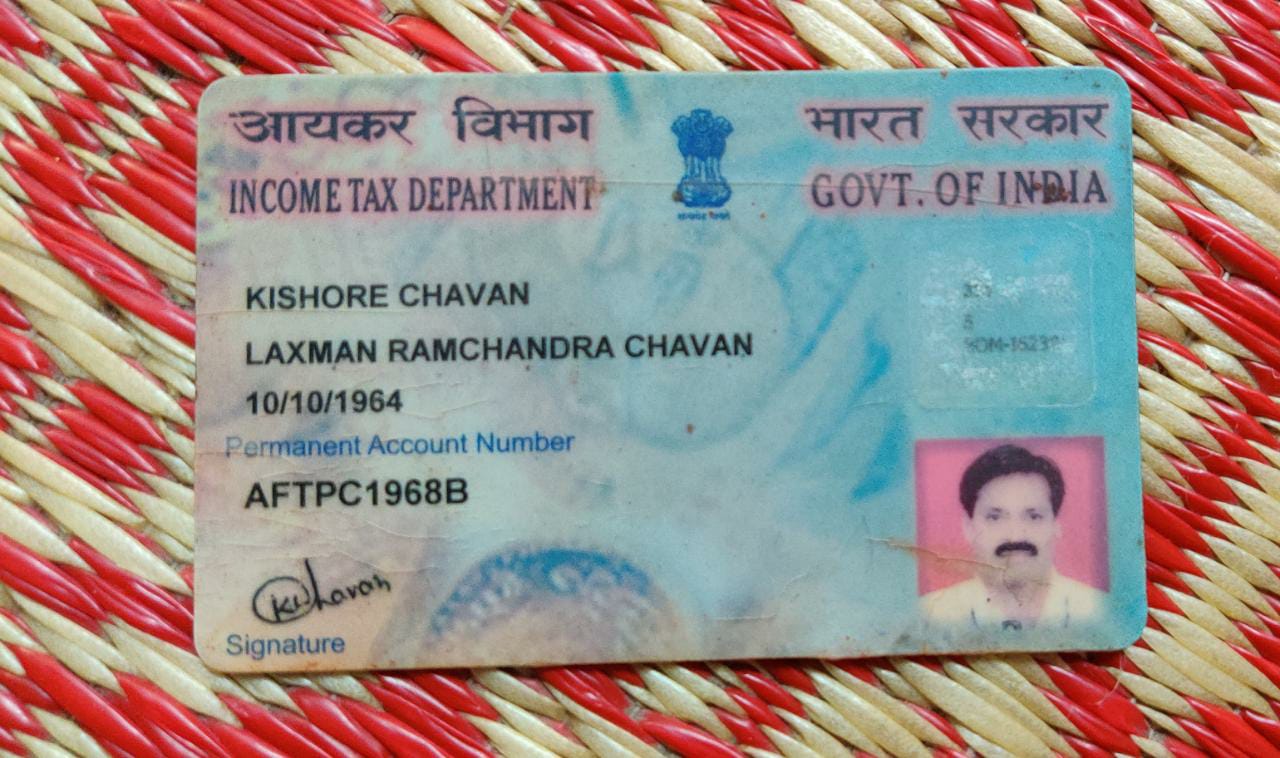 आयकर विभाग
INCOME TAX DEPARTMENT
भारत सरकार
GOVT. OF INDIA
KISHORE CHAVAN
LAXMAN RAMCHANDRA CHAVAN
10/10/1964
Permanent Account Number
AFTPC1968B
Signature